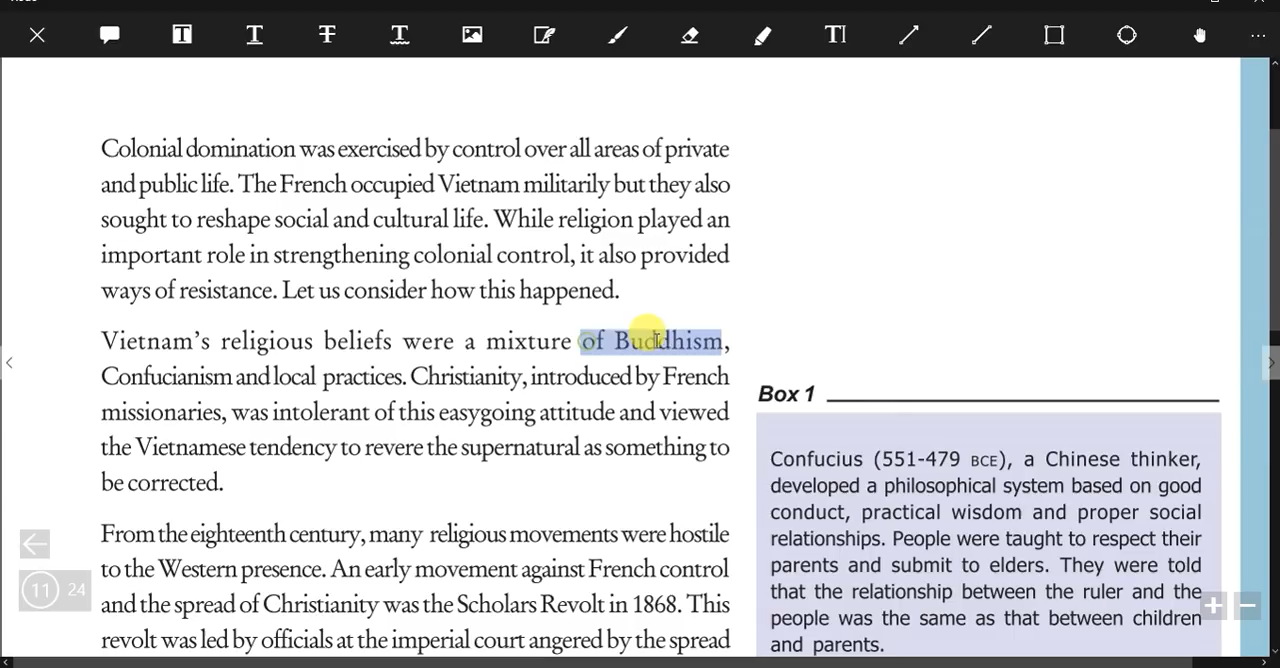 Colonial domination was exercised by control over all areas of private
and public life. The French occupied Vietnam militarily but they also
sought to reshape social and cultural life. While religion played an
important role in strengthening colonial control, it also provided
ways of resistance. Let us consider how this happened.
Vietnam's religious beliefs were a mixture of Buddhism,
Confucianism and local practices. Christianity, introduced by French
missionaries, was intolerant of this easygoing attitude and viewed
the Vietnamese tendency to revere the supernatural as something to
be corrected.
From the eighteenth century, many religious movements were hostile
to the Western presence. An early movement against French control
and the spread of Christianity was the Scholars Revolt in 1868. This
revolt was led by officials at the imperial court angered by the spread
Box 1
Confucius (551-479 BCE), a Chinese thinker,
developed a philosophical system based on good
conduct, practical wisdom and proper social
relationships. People were taught to respect their
parents and submit to elders. They were told
that the relationship between the ruler and the
people was the same as that between children
and parents.
11 24